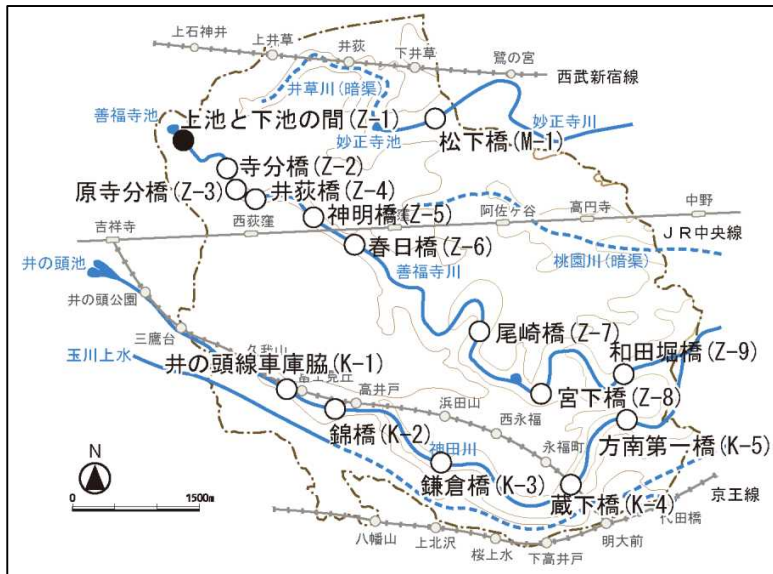 上石神井
上井草
井荻
下井草
鷺の宮
西武新宿線
井草川(暗渠)
善福寺池
上池と下池の間(Z-1)
妙正寺池
松下橋(M-1)
妙正寺川
寺分橋(Z-2)
原寺分橋(Z-3)
井荻橋(Z-4)
神明橋(Z-5)
吉祥寺
西荻窪
阿佐ヶ谷
高円寺
中野
JR中央線
春日橋(Z-6)
善福寺川
桃園川(暗渠)
井の頭池
井の頭公園
三鷹台
久我山
尾崎橋(Z-7)
和田堀橋(Z-9)
玉川上水
井の頭線車庫脇(K-1)
富士見丘
高井戸
浜田山
西永福
永福町
宮下橋(Z-8)
錦橋(K-2)
神田川
方南第一橋(K-5)
鎌倉橋(K-3)
蔵下橋(K-4)
京王線
代田橋
明大前
下高井戸
桜上水
上北沢
八幡山
N
0
1500m